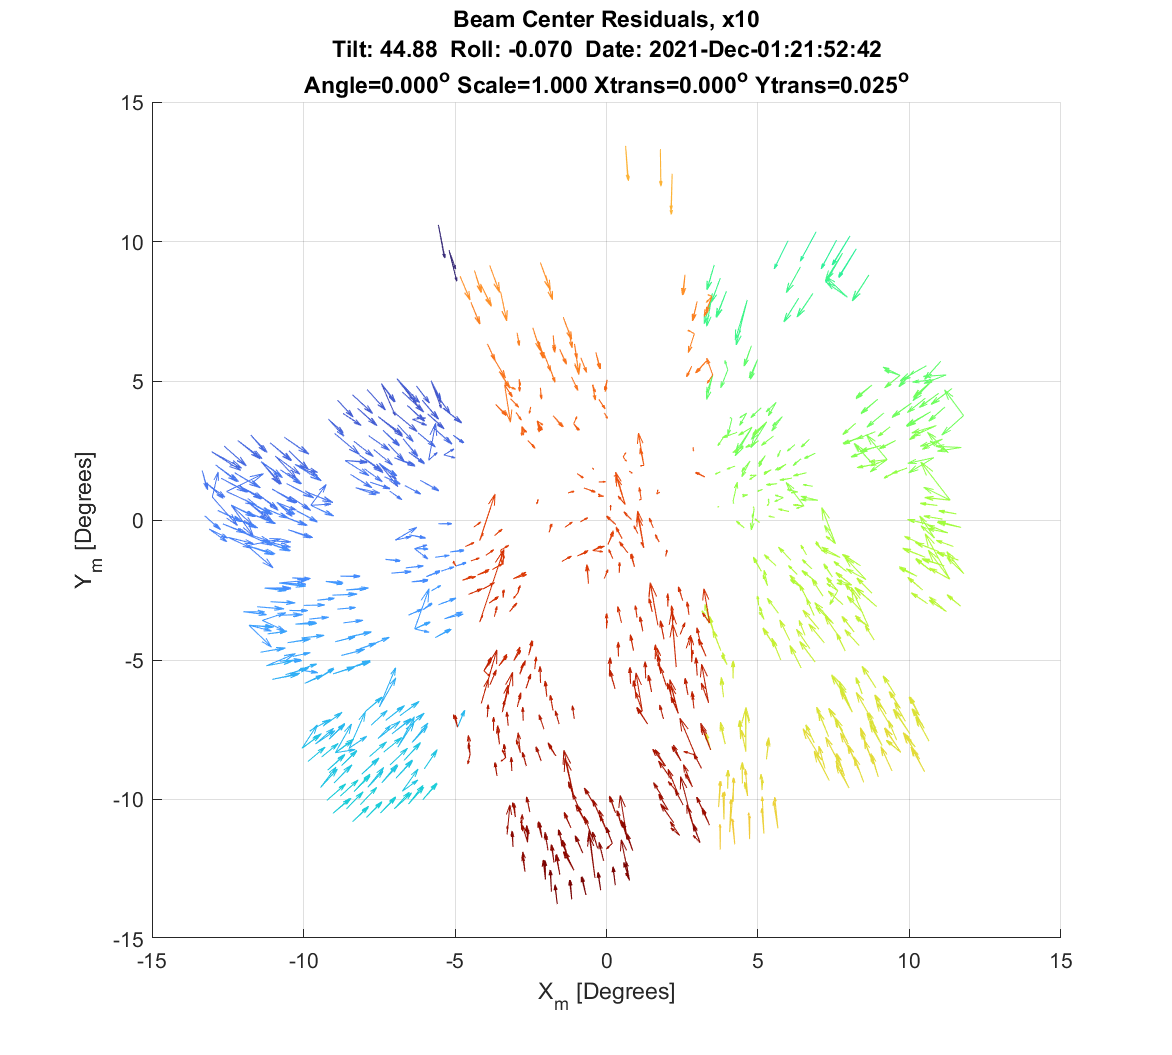 Beam Center Residuals, x10
Tilt: 44.88 Roll: -0.070 Date: 2021-Dec-01:21:52:42
Angle=0.000° Scale=1.000 Xtrans=0.000° Ytrans=0.025°
15
10
5
0
-5
-10
-15
Y_m [Degrees]
-15 -10 -5 0 5 10 15
X_m [Degrees]